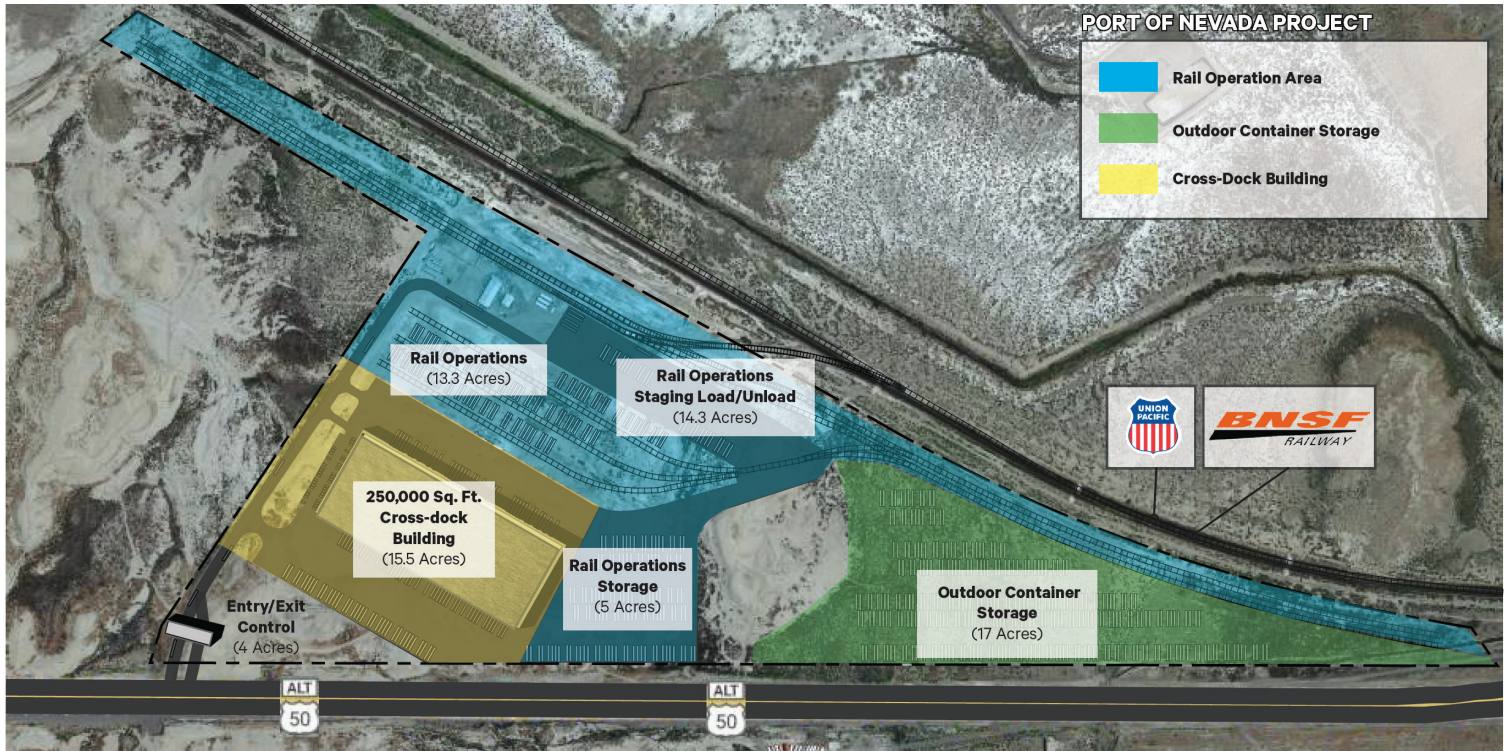 PORT OF NEVADA PROJECT
Rail Operation Area
Outdoor Container Storage
Cross-Dock Building
Rail Operations
(13.3 Acres)
Rail Operations
Staging Load/Unload
(14.3 Acres)
UNION
PACIFIC
BNSF
RAILWAY
250,000 Sq. Ft.
Cross-dock
Building
(15.5 Acres)
Rail Operations
Storage
(5 Acres)
Outdoor Container
Storage
(17 Acres)
Entry/Exit
Control
(4 Acres)
ALT
50
ALT
50